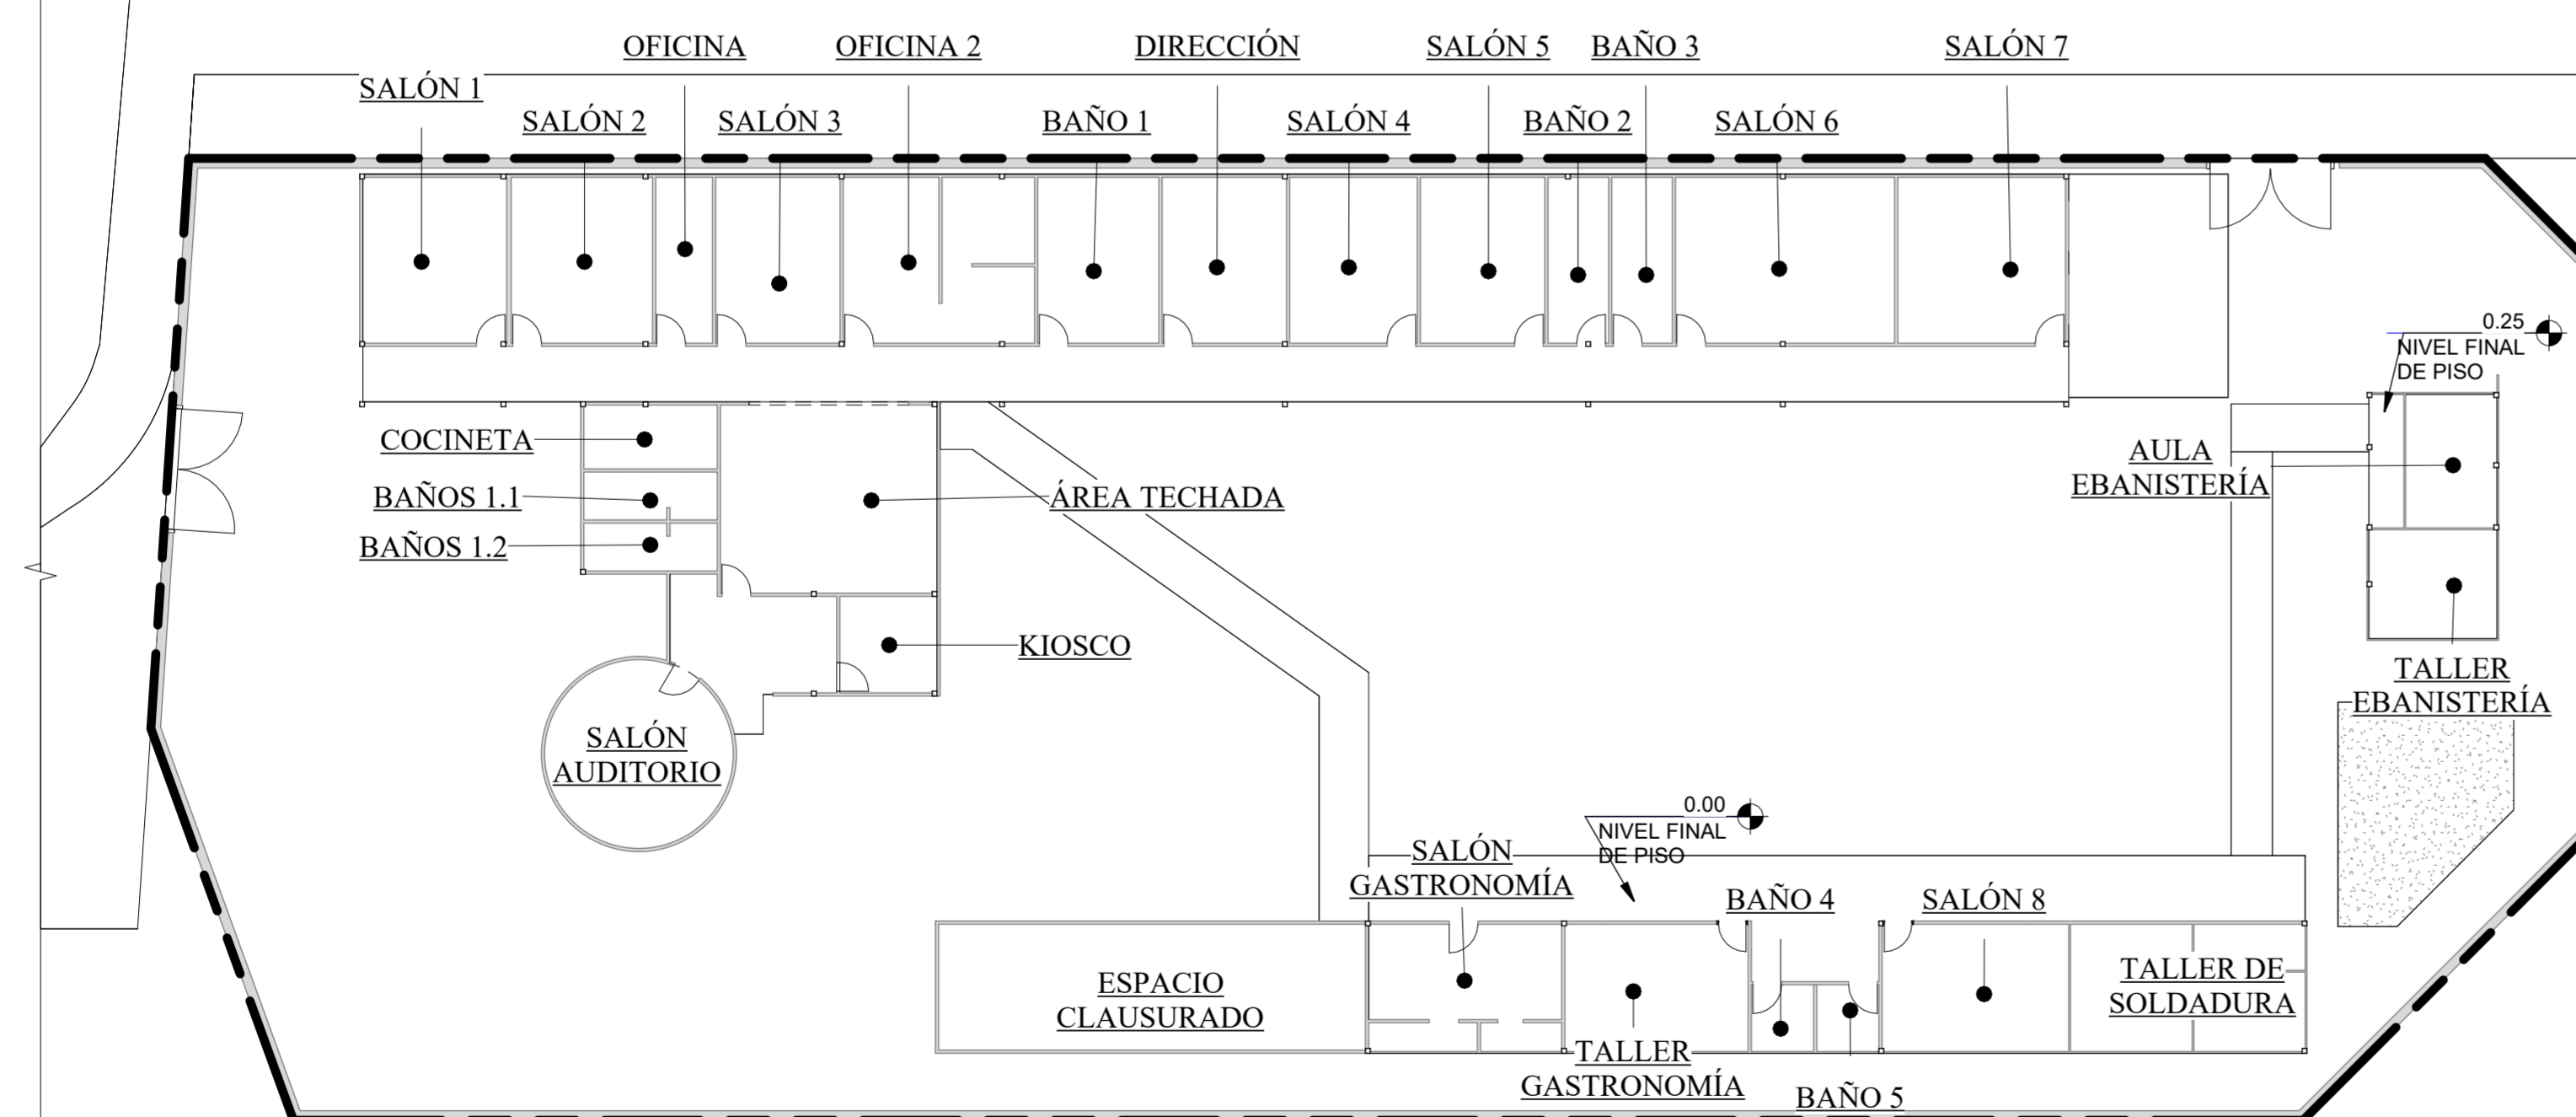 OFICINA
OFICINA 2
DIRECCIÓN
SALÓN 5
BAÑO 3
SALÓN 7
SALÓN 1
SALÓN 2
SALÓN 3
BAÑO 1
SALÓN 4
BAÑO 2
SALÓN 6
0.25
NIVEL FINAL
DE PISO
COCINETA
BAÑOS 1.1
BAÑOS 1.2
ÁREA TECHADA
AULA
EBANISTERÍA
KIOSCO
TALLER
EBANISTERÍA
SALÓN
AUDITORIO
0.00
NIVEL FINAL
DE PISO
SALÓN
GASTRONOMÍA
BAÑO 4
SALÓN 8
ESPACIO
CLAUSURADO
TALLER DE
SOLDADURA
TALLER
GASTRONOMÍA
BAÑO 5